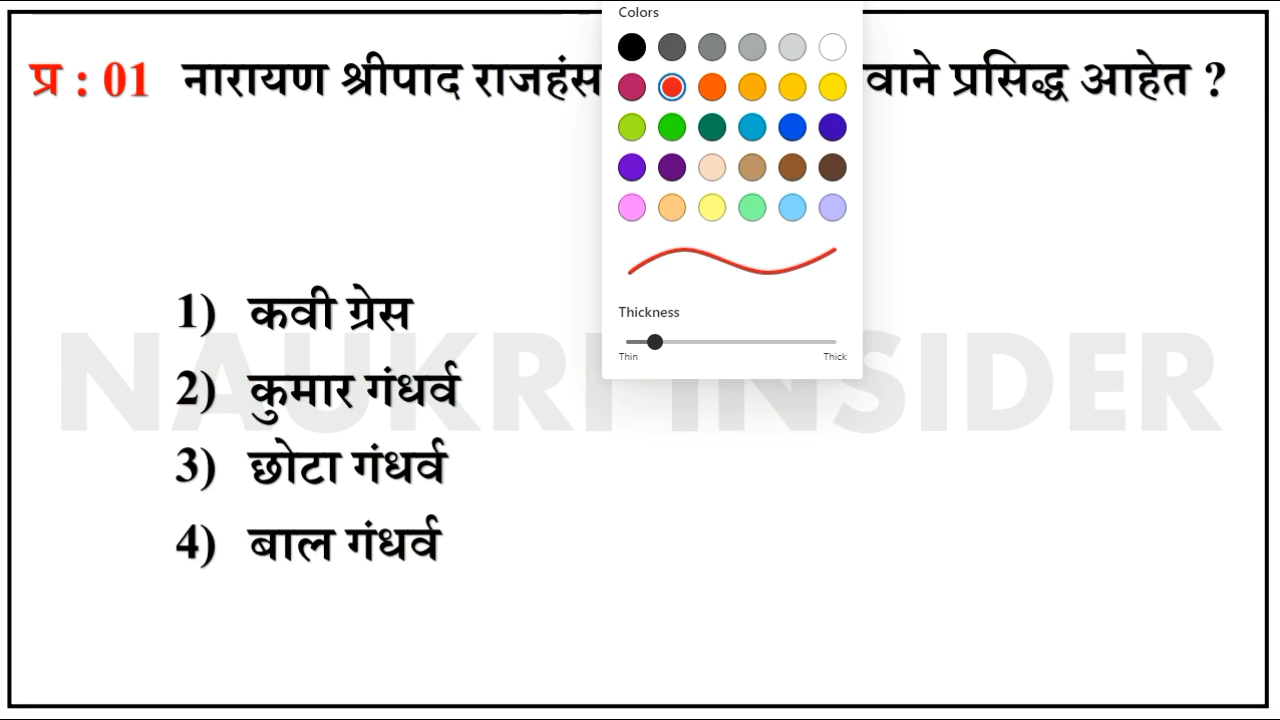 Colors
प्र : 01 नारायण श्रीपाद राजहंस वाने प्रसिद्ध आहेत ?
Thickness
Thin Thick
1) कवी ग्रेस
2) कुमार गंधर्व
3) छोटा गंधर्व
4) बाल गंधर्व
NAUKRI INSIDER